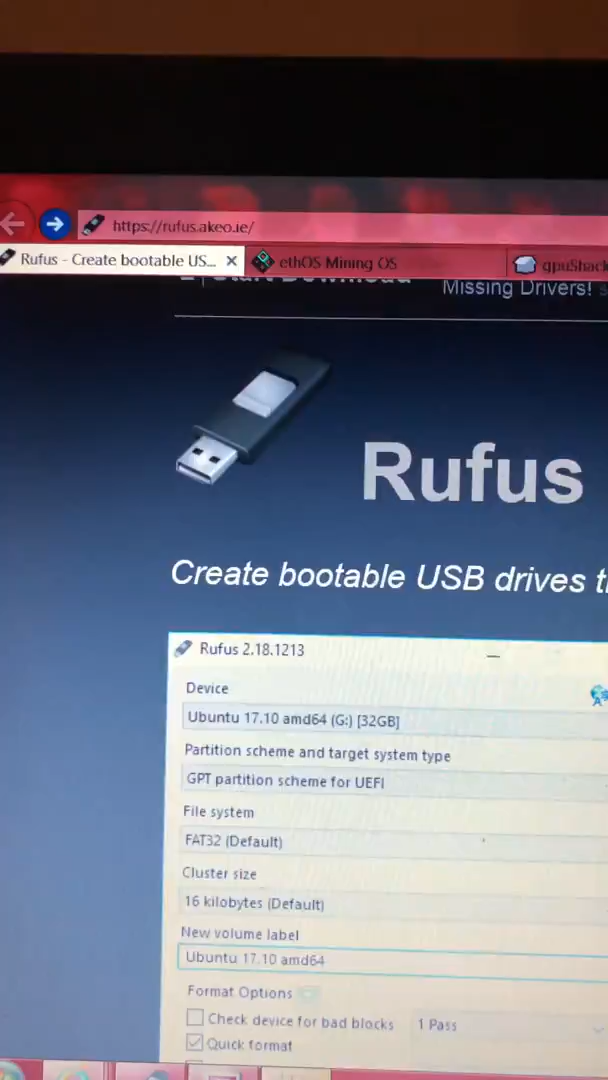 https://rufus.akeo.ie/
Rufus - Create bootable US...
ethOS Mining OS
gpuShack
Start Download
Missing Drivers!
Rufus
Create bootable USB drives
Rufus 2.18.1213
Device
Ubuntu 17.10 amd64 (G:) [32GB]
Partition scheme and target system type
GPT partition scheme for UEFI
File system
FAT32 (Default)
Cluster size
16 kilobytes (Default)
New volume label
Ubuntu 17.10 amd64
Format Options
Check device for bad blocks
1 Pass
Quick format